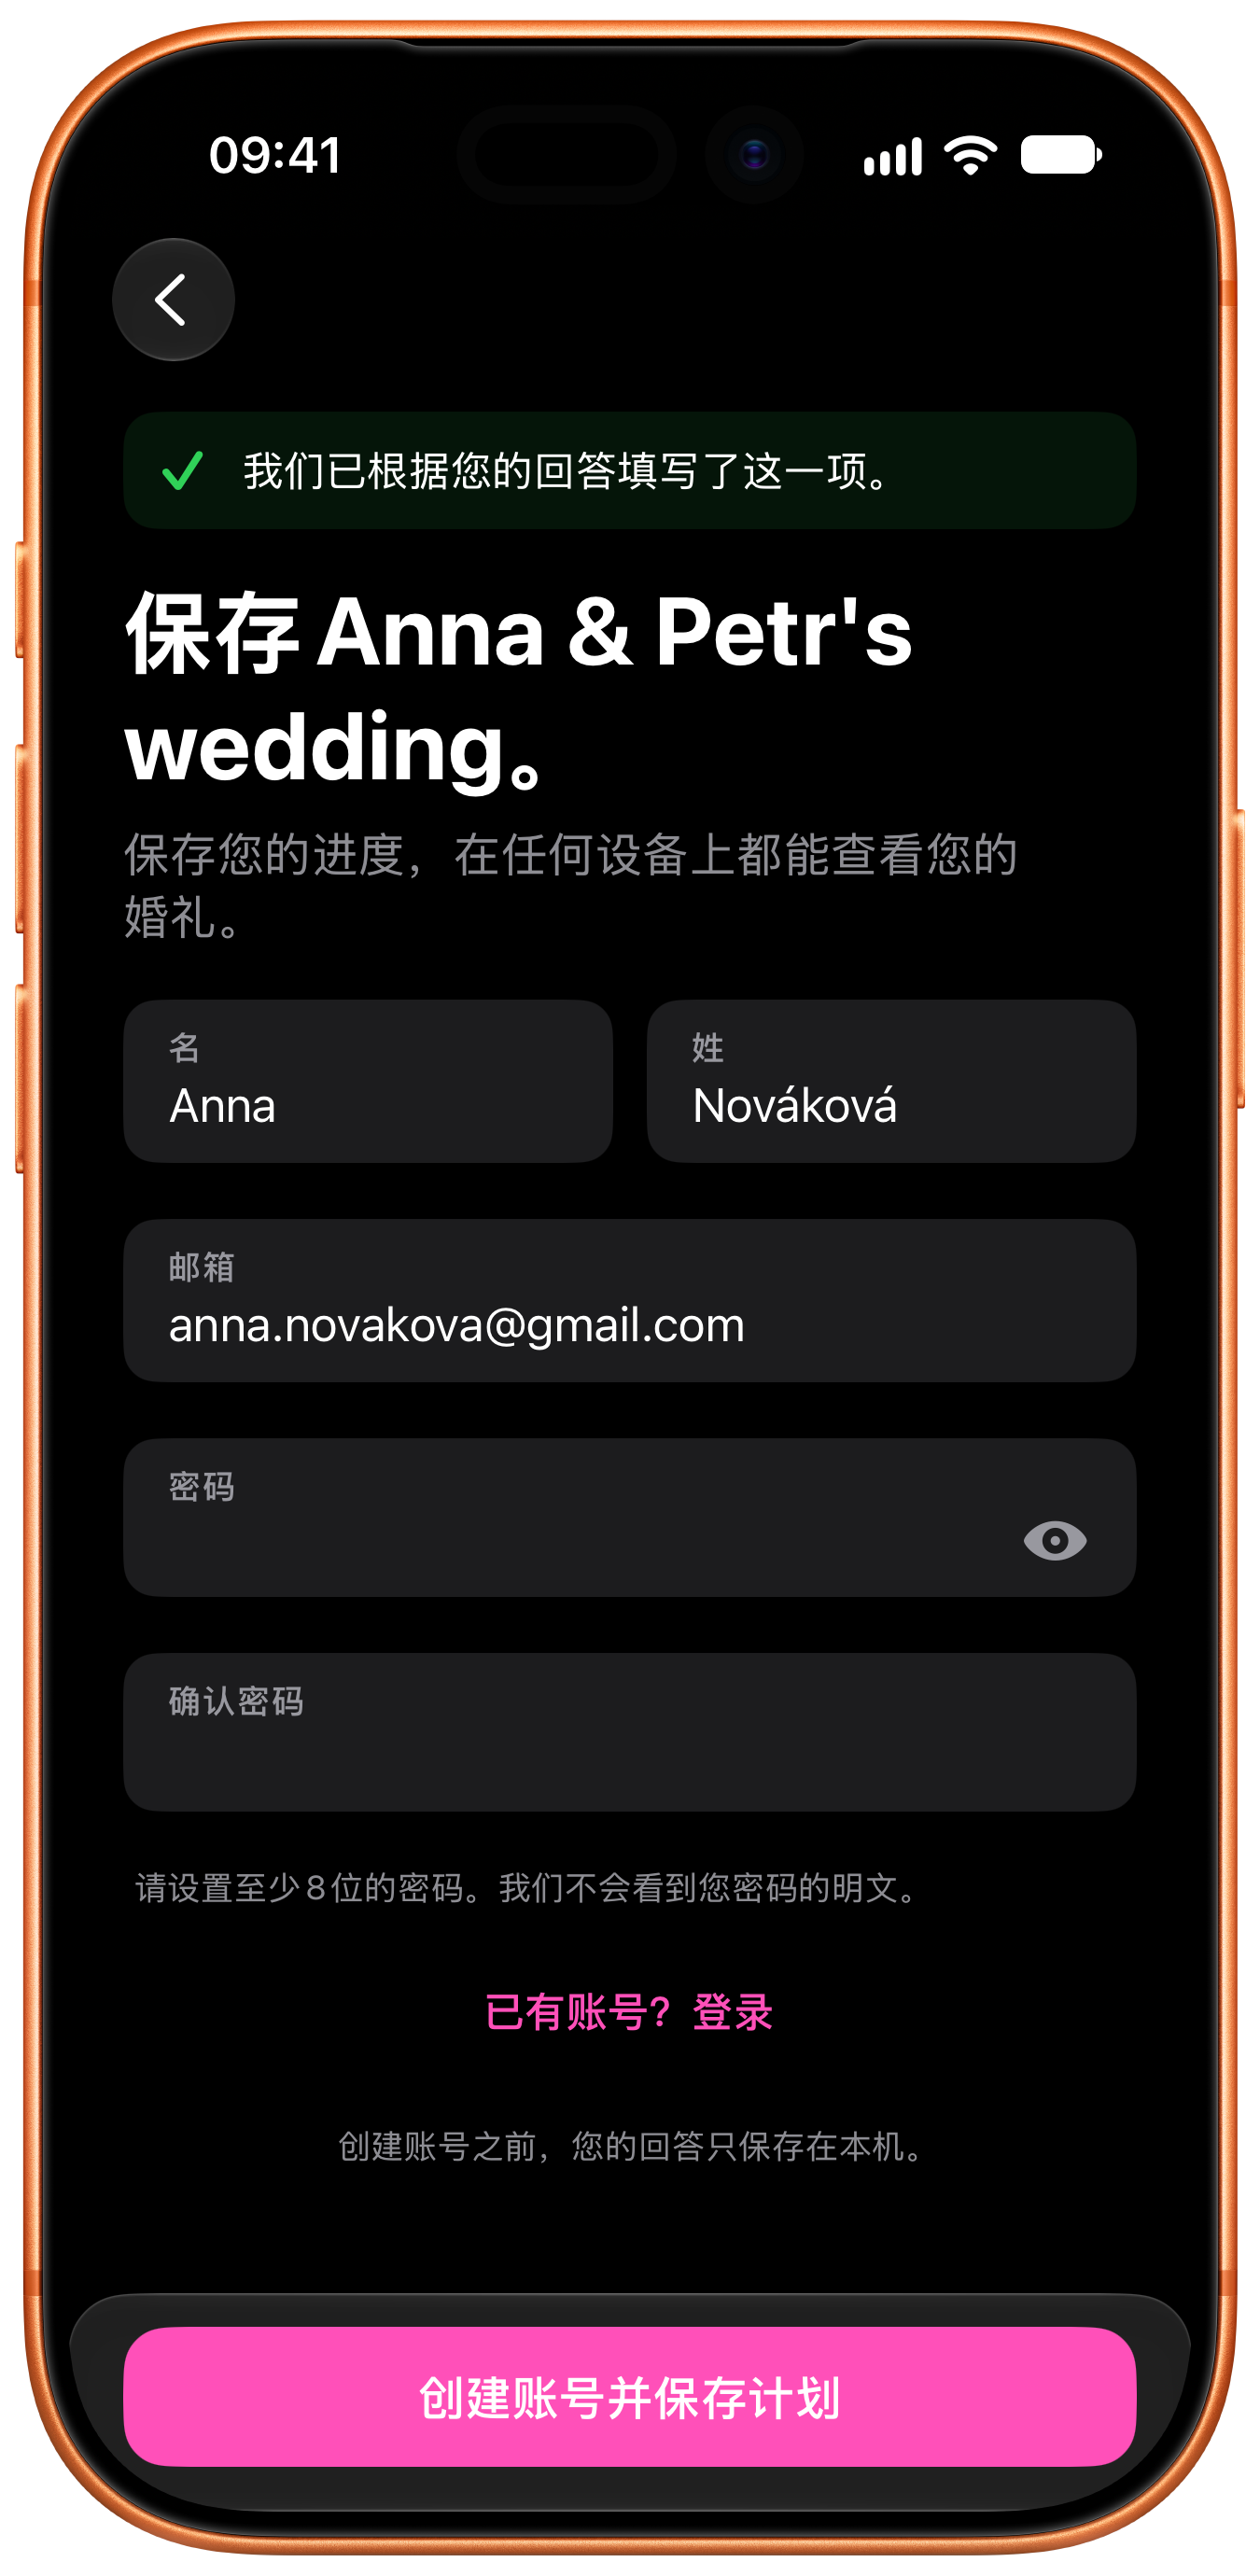 09:41
我们已根据您的回答填写了这一项。
保存 Anna & Petr's
wedding。
保存您的进度，在任何设备上都能查看您的
婚礼。
名
Anna
姓
Nováková
邮箱
anna.novakova@gmail.com
密码
确认密码
请设置至少 8 位的密码。我们不会看到您密码的明文。
已有账号？登录
创建账号之前，您的回答只保存在本机。
创建账号并保存计划